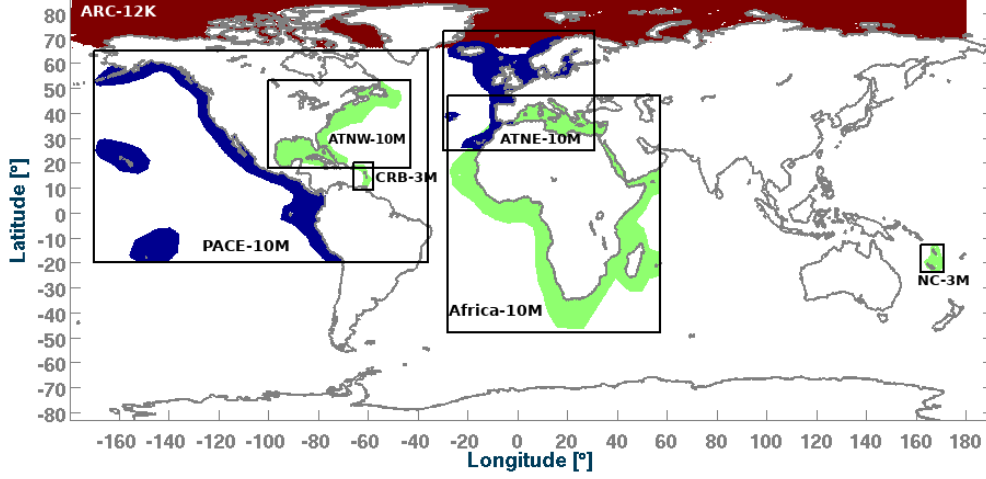 ARC-12K
ATNW-10M
ATNE-10M
CRB-3M
PACE-10M
NC-3M
Africa-10M
Latitude [°]
80
70
60
50
40
30
20
10
0
-10
-20
-30
-40
-50
-60
-70
-80
-160 -140 -120 -100 -80 -60 -40 -20 0 20 40 60 80 100 120 140 160 180
Longitude [°]